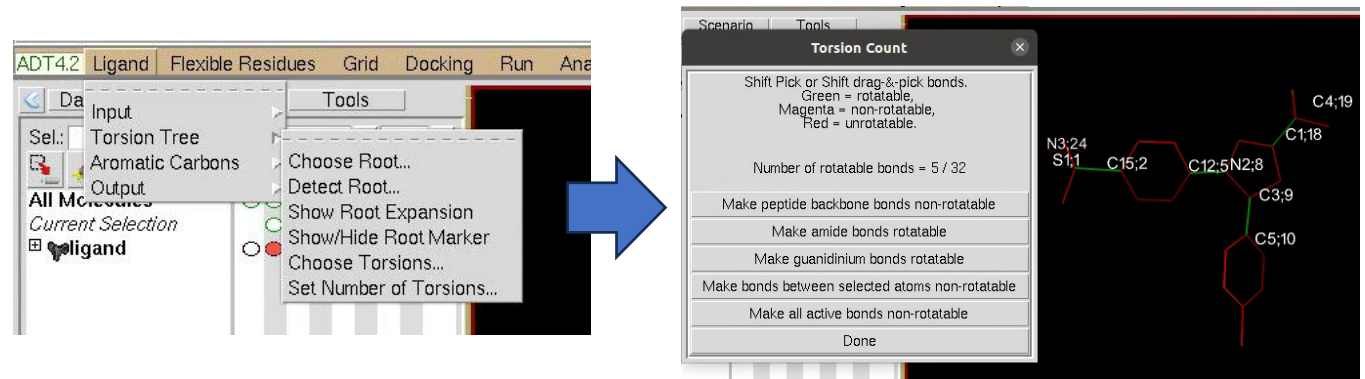 ADT4.2 Ligand Flexible Residues Grid Docking Run Ana
Da Tools
Input
Sel.:
Torsion Tree
Aromatic Carbons
Output
Choose Root...
Detect Root...
Show Root Expansion
Show/Hide Root Marker
Choose Torsions...
Set Number of Torsions...
All Molecules
Current Selection
ligand
Scenario Tools
Torsion Count
Shift Pick or Shift drag-&-pick bonds.
Green = rotatable,
Magenta = non-rotatable,
Red = unrotatable.
Number of rotatable bonds = 5 / 32
Make peptide backbone bonds non-rotatable
Make amide bonds rotatable
Make guanidinium bonds rotatable
Make bonds between selected atoms non-rotatable
Make all active bonds non-rotatable
Done
C4;19
C1;18
N3;24
S1;1
C15;2
C12;5
N2;8
C3;9
C5;10